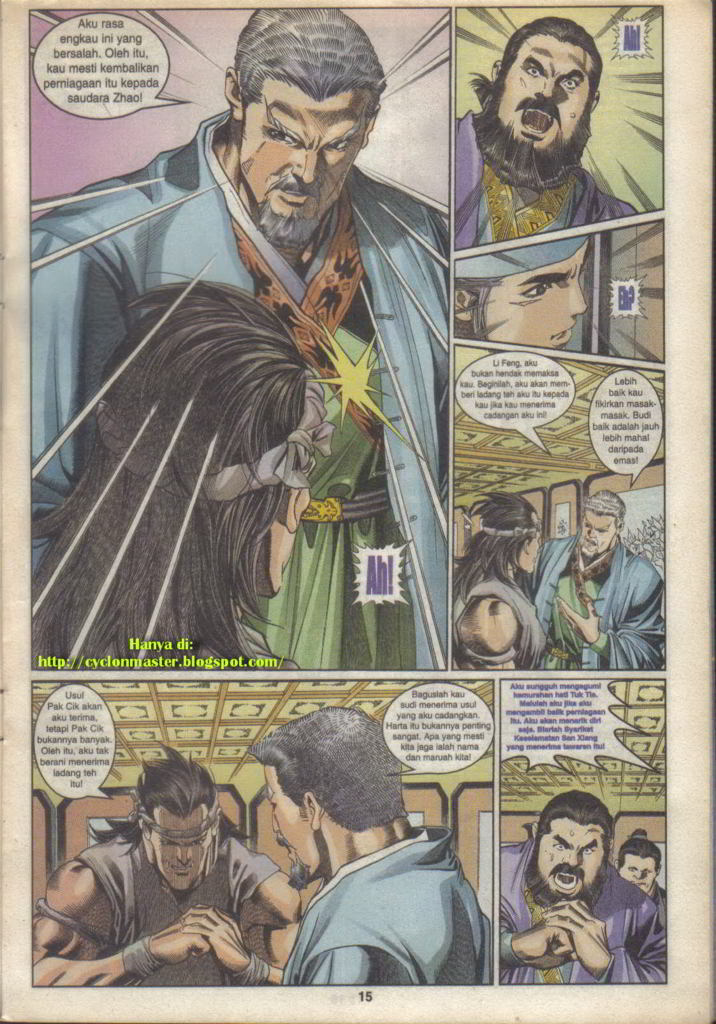 Aku rasa
engkau ini yang
bersalah. Oleh itu,
kau mesti kembalikan
perniagaan itu kepada
saudara Zhao!
Ah!
Eh?
Li Feng, aku
bukan hendak memaksa
kau. Beginilah, aku akan mem-
beri ladang teh aku itu kepada
kau jika kau menerima
cadangan aku ini!
Lebih
baik kau
fikirkan masak-
masak. Budi
baik adalah jauh
lebih mahal
daripada
emas!
Ah!
Hanya di:
http://cyclonmaster.blogspot.com/
Usul
Pak Cik akan
aku terima,
tetapi Pak Cik
bukannya banyak.
Oleh itu, aku tak
berani menerima
ladang teh
itu!
Baguslah kau
sudi menerima usul
yang aku cadangkan.
Harta itu bukannya penting
sangat. Apa yang mesti
kita jaga ialah nama
dan maruah kita!
Aku sungguh mengagumi
kemurahan hati Tuk Tie.
Malulah aku jika aku
mengambil balik perniagaan
itu. Aku akan menarik diri
saja. Biarlah Syarikat
Keselamatan San Xiang
yang menerima tawaran itu!
15